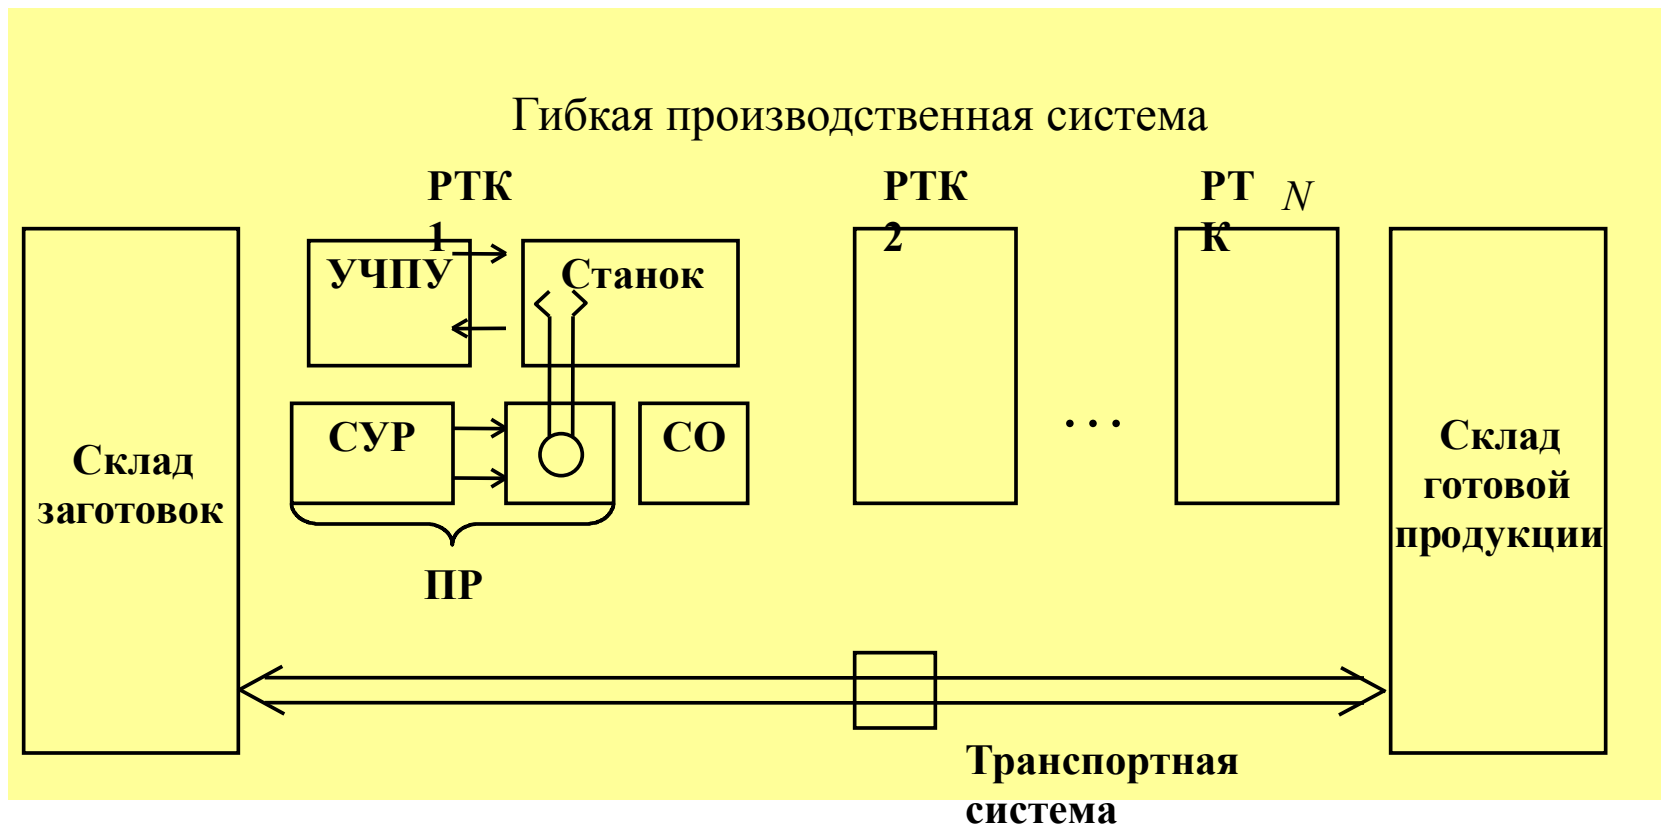 Гибкая производственная система
РТК
1
РТК
2
РТ
К
N
УЧПУ
Станок
СУР
СО
. . .
Склад
заготовок
Склад
готовой
продукции
ПР
Транспортная
система